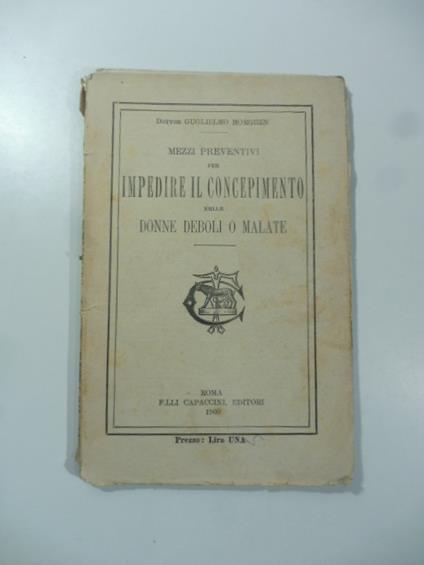 Dottor GUGLIELMO
MEZZI PREVENTIVI
PER
IMPEDIRE IL CONCEPIMENTO
NELLE
DONNE DEBOLI O MALATE
ROMA
F.LLI CAPACCINI, EDITORI
1900
Prezzo: Lira UNA